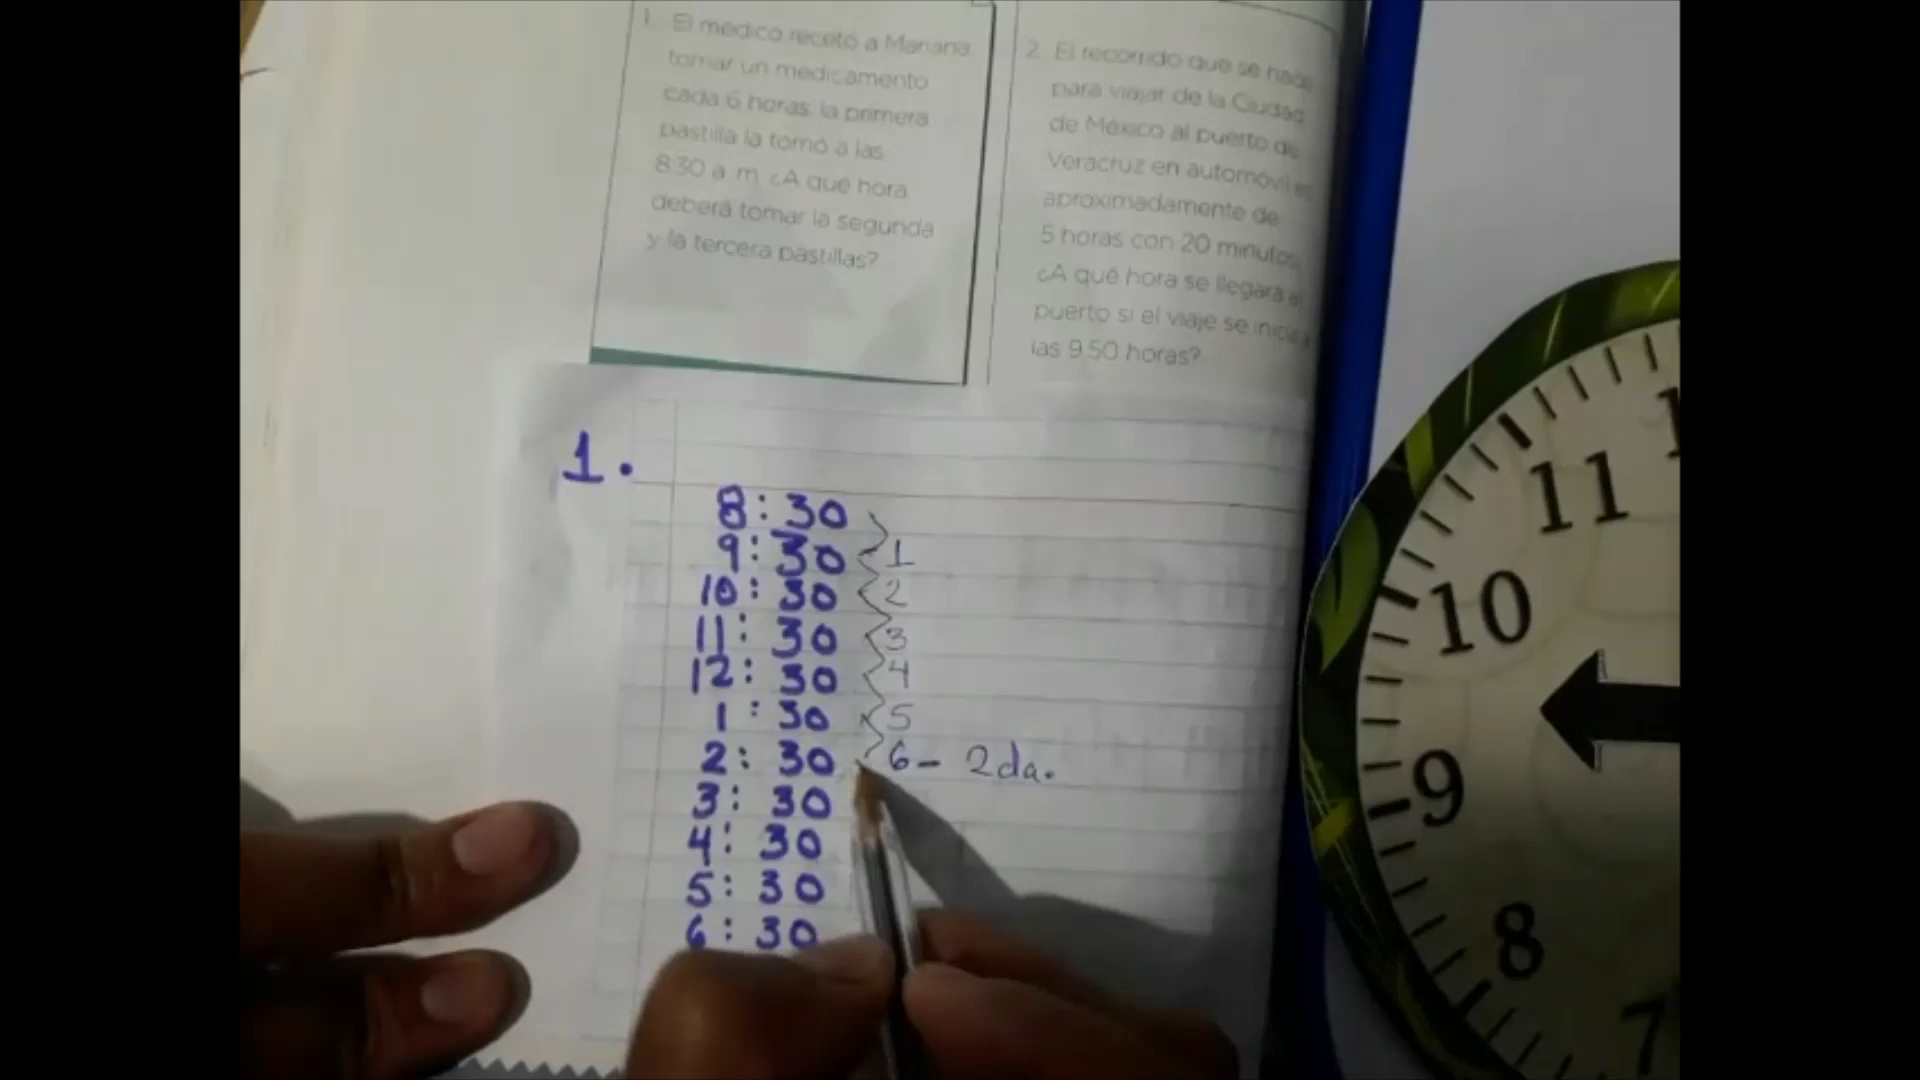 1. El médico recetó a Mariana
tomar un medicamento
cada 6 horas, la primera
pastilla la tomó a las
8:30 a. m. ¿A qué hora
deberá tomar la segunda
y la tercera pastillas?
2. El recorrido que se hace
para viajar de la Ciudad
de México al puerto de
Veracruz en automóvil es
aproximadamente de
5 horas con 20 minutos.
¿A qué hora se llegará al
puerto si el viaje se inicia a
las 9:50 horas?
1.
8:30
9:30 1
10:30 2
11:30 3
12:30 4
1:30 5
2:30 6- 2da.
3:30
4:30
5:30
6:30
11
10
9
8
7